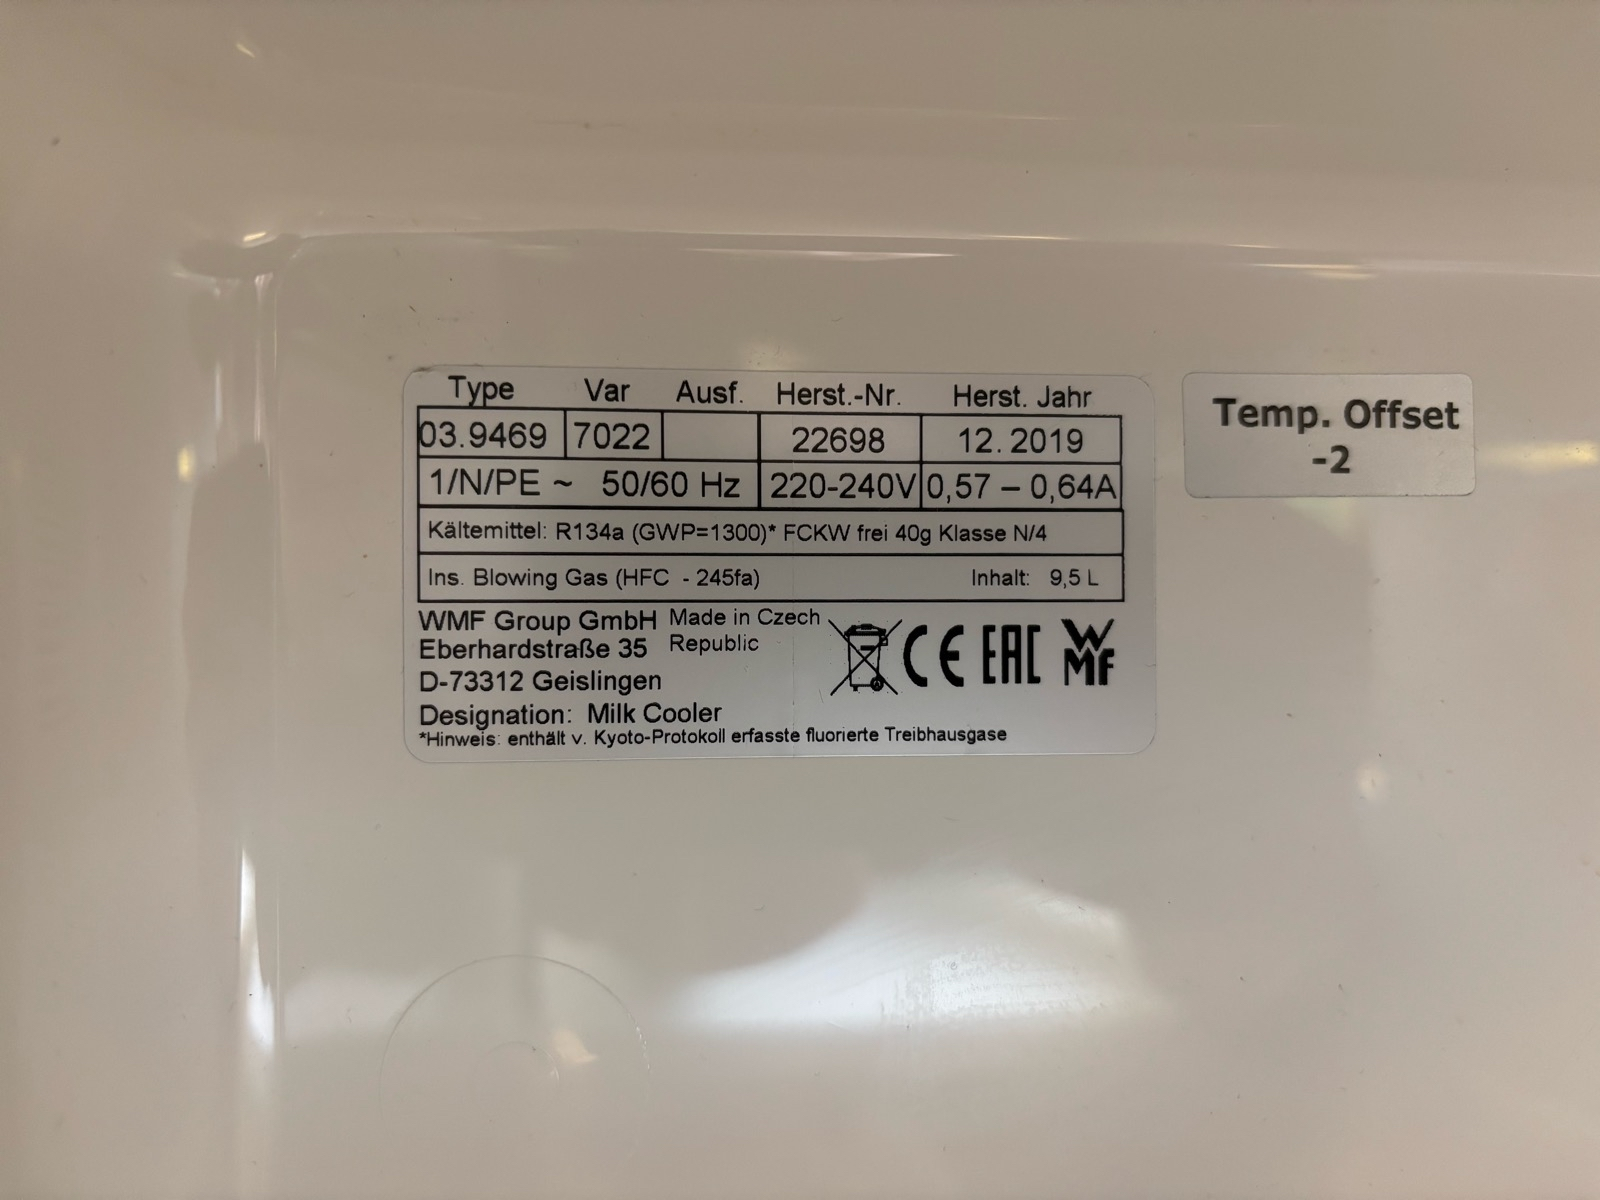 Type Var Ausf. Herst.-Nr. Herst. Jahr
03.9469 7022 22698 12.2019
1/N/PE ~ 50/60 Hz 220-240V 0,57 – 0,64A
Kältemittel: R134a (GWP=1300)* FCKW frei 40g Klasse N/4
Ins. Blowing Gas (HFC - 245fa) Inhalt: 9,5 L
WMF Group GmbH
Eberhardstraße 35
D-73312 Geislingen
Made in Czech
Republic
CE EAC WMF
Designation: Milk Cooler
*Hinweis: enthält v. Kyoto-Protokoll erfasste fluorierte Treibhausgase
Temp. Offset
-2